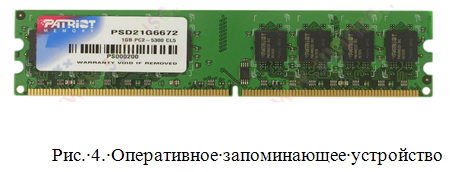 PATRIOT
MEMORY
PSD21G6672
1GB PC2-5300 CL5
PS000200
WARRANTY VOID IF REMOVED
Рис. 4. Оперативное запоминающее устройство